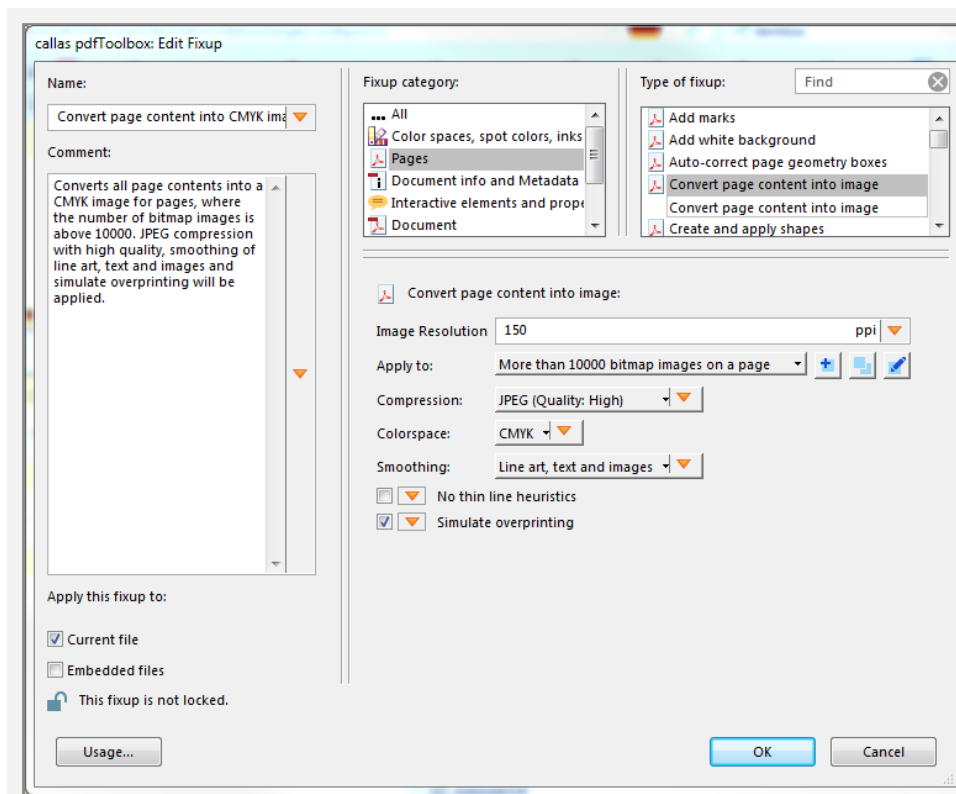 callas pdfToolbox: Edit Fixup
Name:
Convert page content into CMYK ima
Comment:
Converts all page contents into a
CMYK image for pages, where
the number of bitmap images is
above 10000. JPEG compression
with high quality, smoothing of
line art, text and images and
simulate overprinting will be
applied.
Apply this fixup to:
Current file
Embedded files
This fixup is not locked.
Usage...
Fixup category:
... All
Color spaces, spot colors, inks
Pages
Document info and Metadata
Interactive elements and prope
Document
Type of fixup:
Find
Add marks
Add white background
Auto-correct page geometry boxes
Convert page content into image
Convert page content into image
Create and apply shapes
Convert page content into image:
Image Resolution 150 ppi
Apply to: More than 10000 bitmap images on a page
Compression: JPEG (Quality: High)
Colorspace: CMYK
Smoothing: Line art, text and images
No thin line heuristics
Simulate overprinting
OK
Cancel